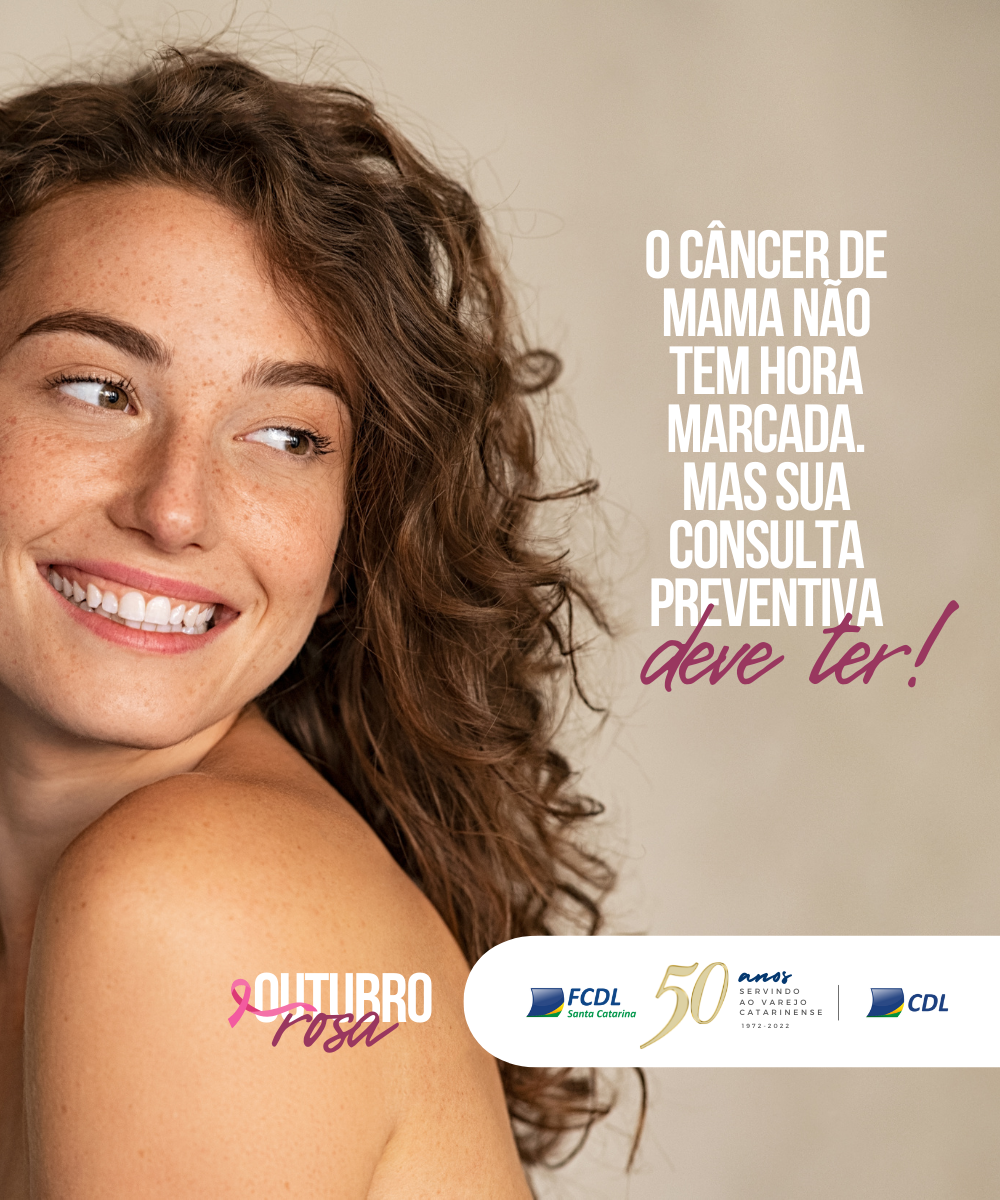 O CÂNCER DE
MAMA NÃO
TEM HORA
MARCADA.
MAS SUA
CONSULTA
PREVENTIVA
deve ter!
OUTUBRO
rosa
FCDL
Santa Catarina
50 anos
SERVINDO
AO VAREJO
CATARINENSE
1972-2022
CDL